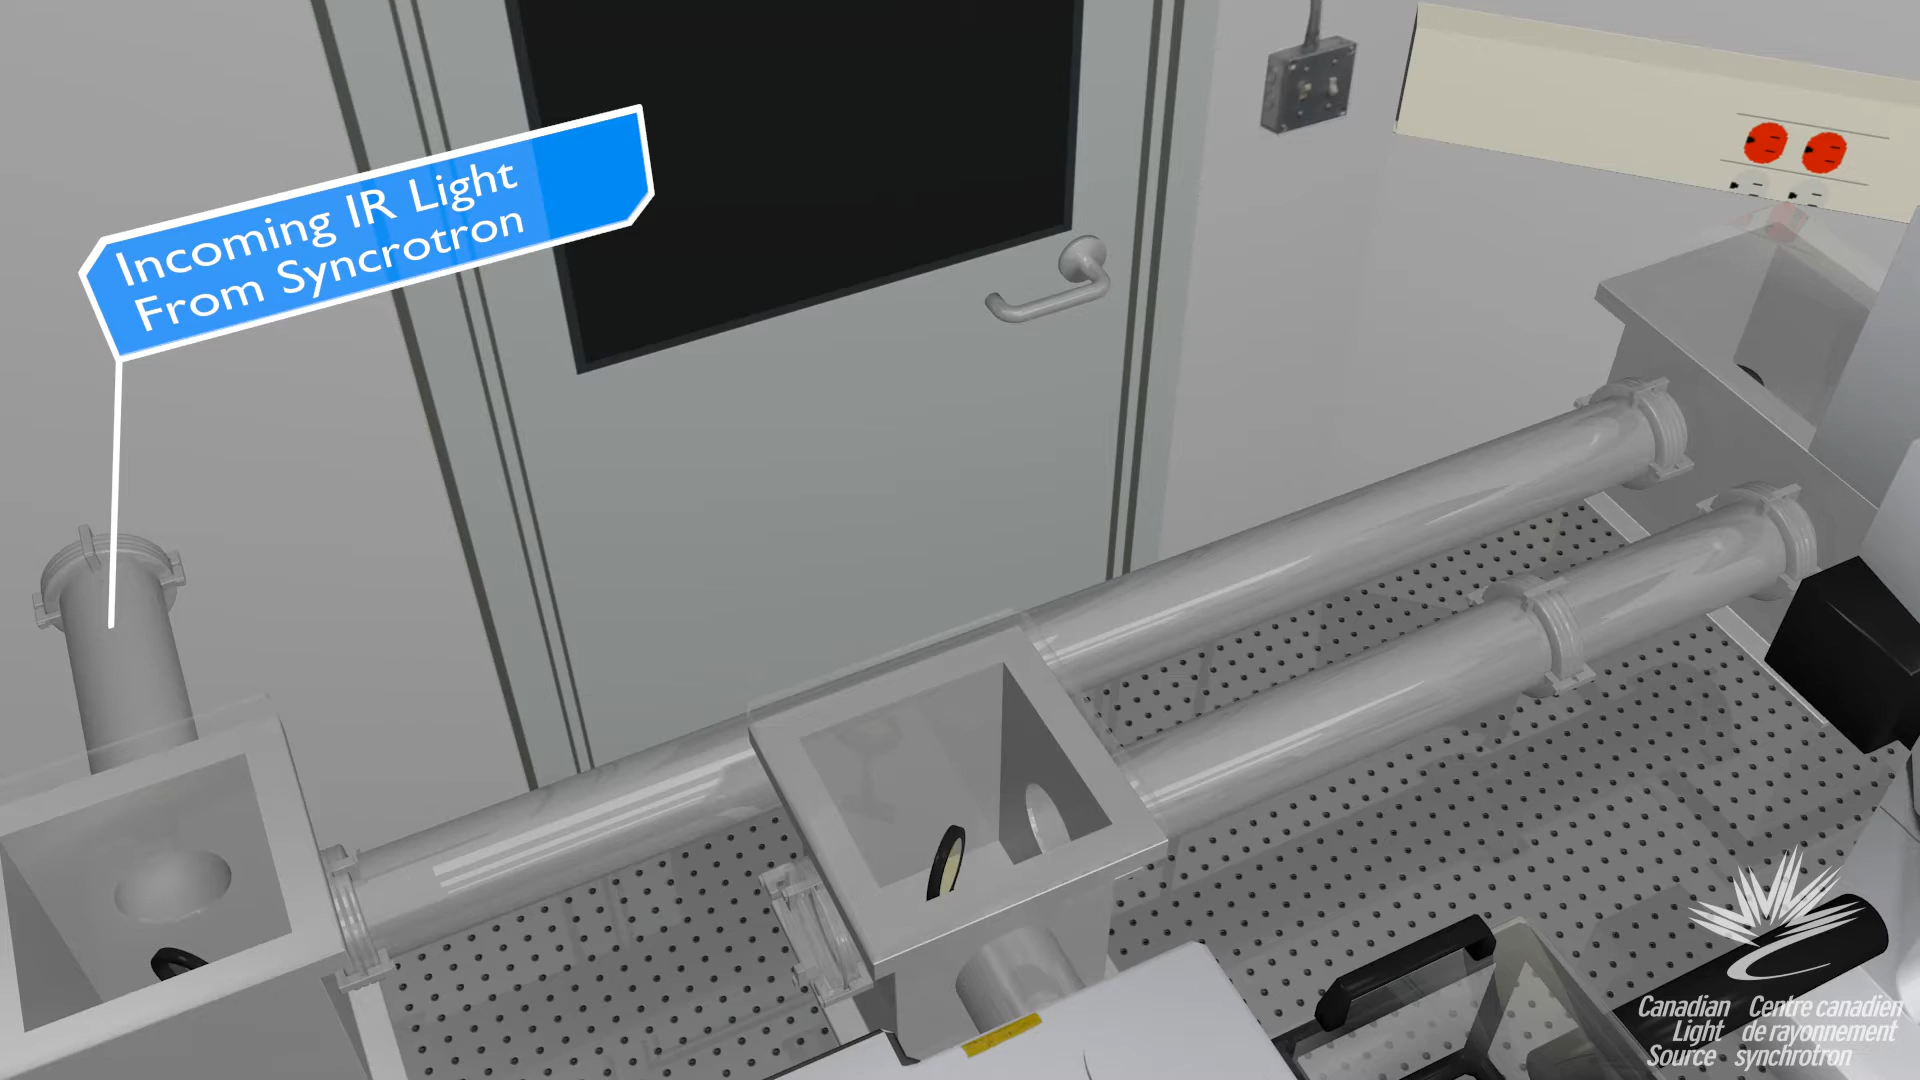 Incoming IR Light
From Syncrotron
Canadian Centre canadien
Light de rayonnement
Source synchrotron